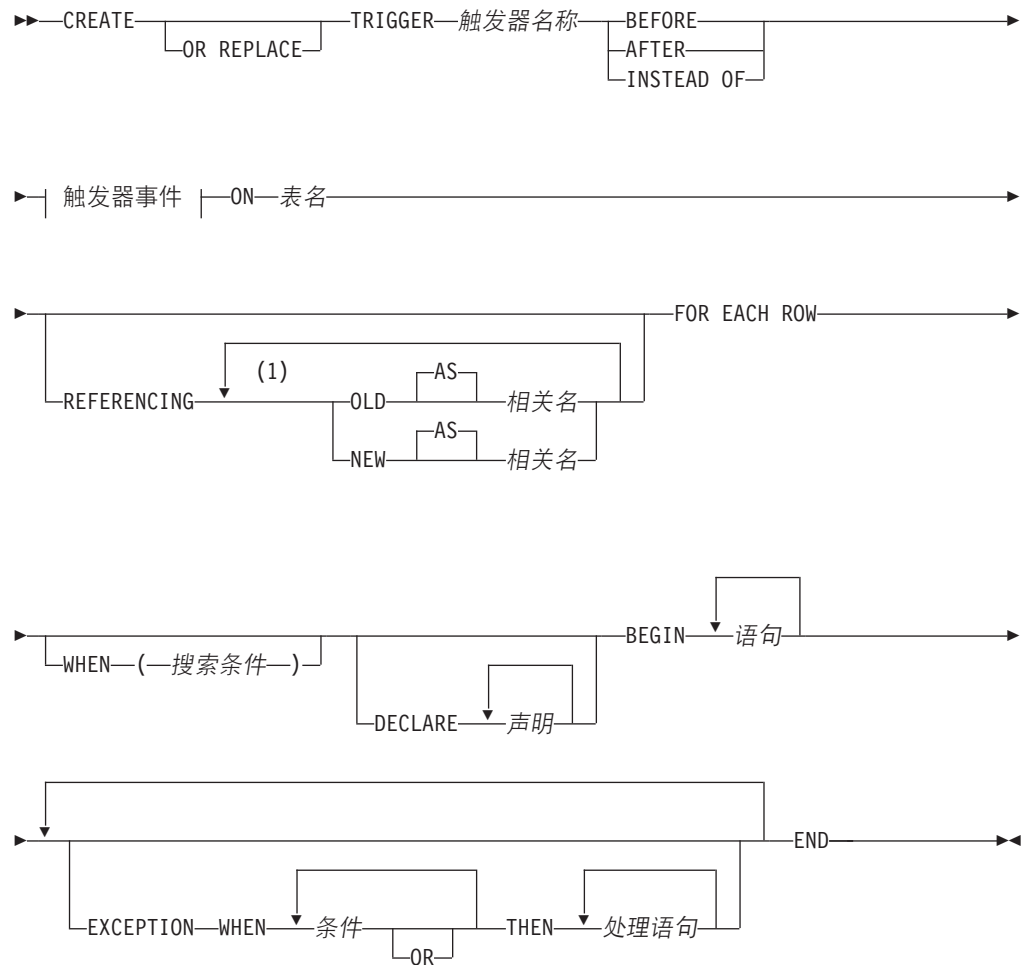 CREATE TRIGGER 触发器名称 BEFORE
OR REPLACE AFTER
INSTEAD OF
触发器事件 ON 表名
FOR EACH ROW
(1) AS
REFERENCING OLD 相关名
AS
NEW 相关名
BEGIN 语句
WHEN ( 搜索条件 )
DECLARE 声明
END
EXCEPTION WHEN 条件 THEN 处理语句
OR